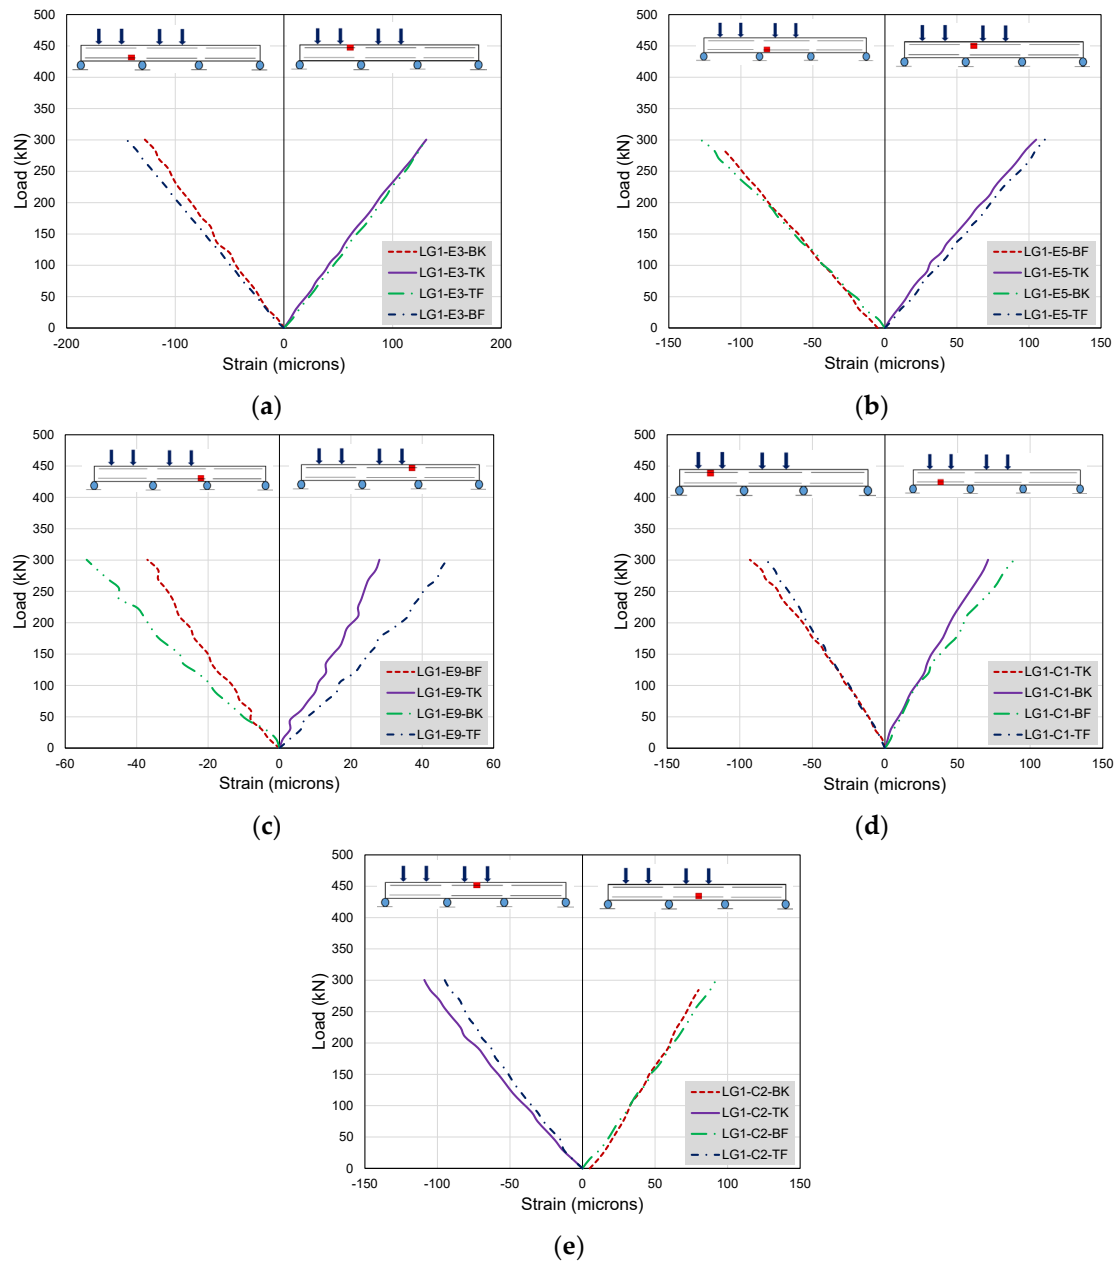 500
450
400
350
300
250
200
150
100
50
0
Load (kN)
-200 -100 0 100 200
Strain (microns)
LG1-E3-BK
LG1-E3-TK
LG1-E3-TF
LG1-E3-BF
(a)
500
450
400
350
300
250
200
150
100
50
0
Load (kN)
-150 -100 -50 0 50 100 150
Strain (microns)
LG1-E5-BF
LG1-E5-TK
LG1-E5-BK
LG1-E5-TF
(b)
500
450
400
350
300
250
200
150
100
50
0
Load (kN)
-60 -40 -20 0 20 40 60
Strain (microns)
LG1-E9-BF
LG1-E9-TK
LG1-E9-BK
LG1-E9-TF
(c)
500
450
400
350
300
250
200
150
100
50
0
Load (kN)
-150 -100 -50 0 50 100 150
Strain (microns)
LG1-C1-TK
LG1-C1-BK
LG1-C1-BF
LG1-C1-TF
(d)
500
450
400
350
300
250
200
150
100
50
0
Load (kN)
-150 -100 -50 0 50 100 150
Strain (microns)
LG1-C2-BK
LG1-C2-TK
LG1-C2-BF
LG1-C2-TF
(e)